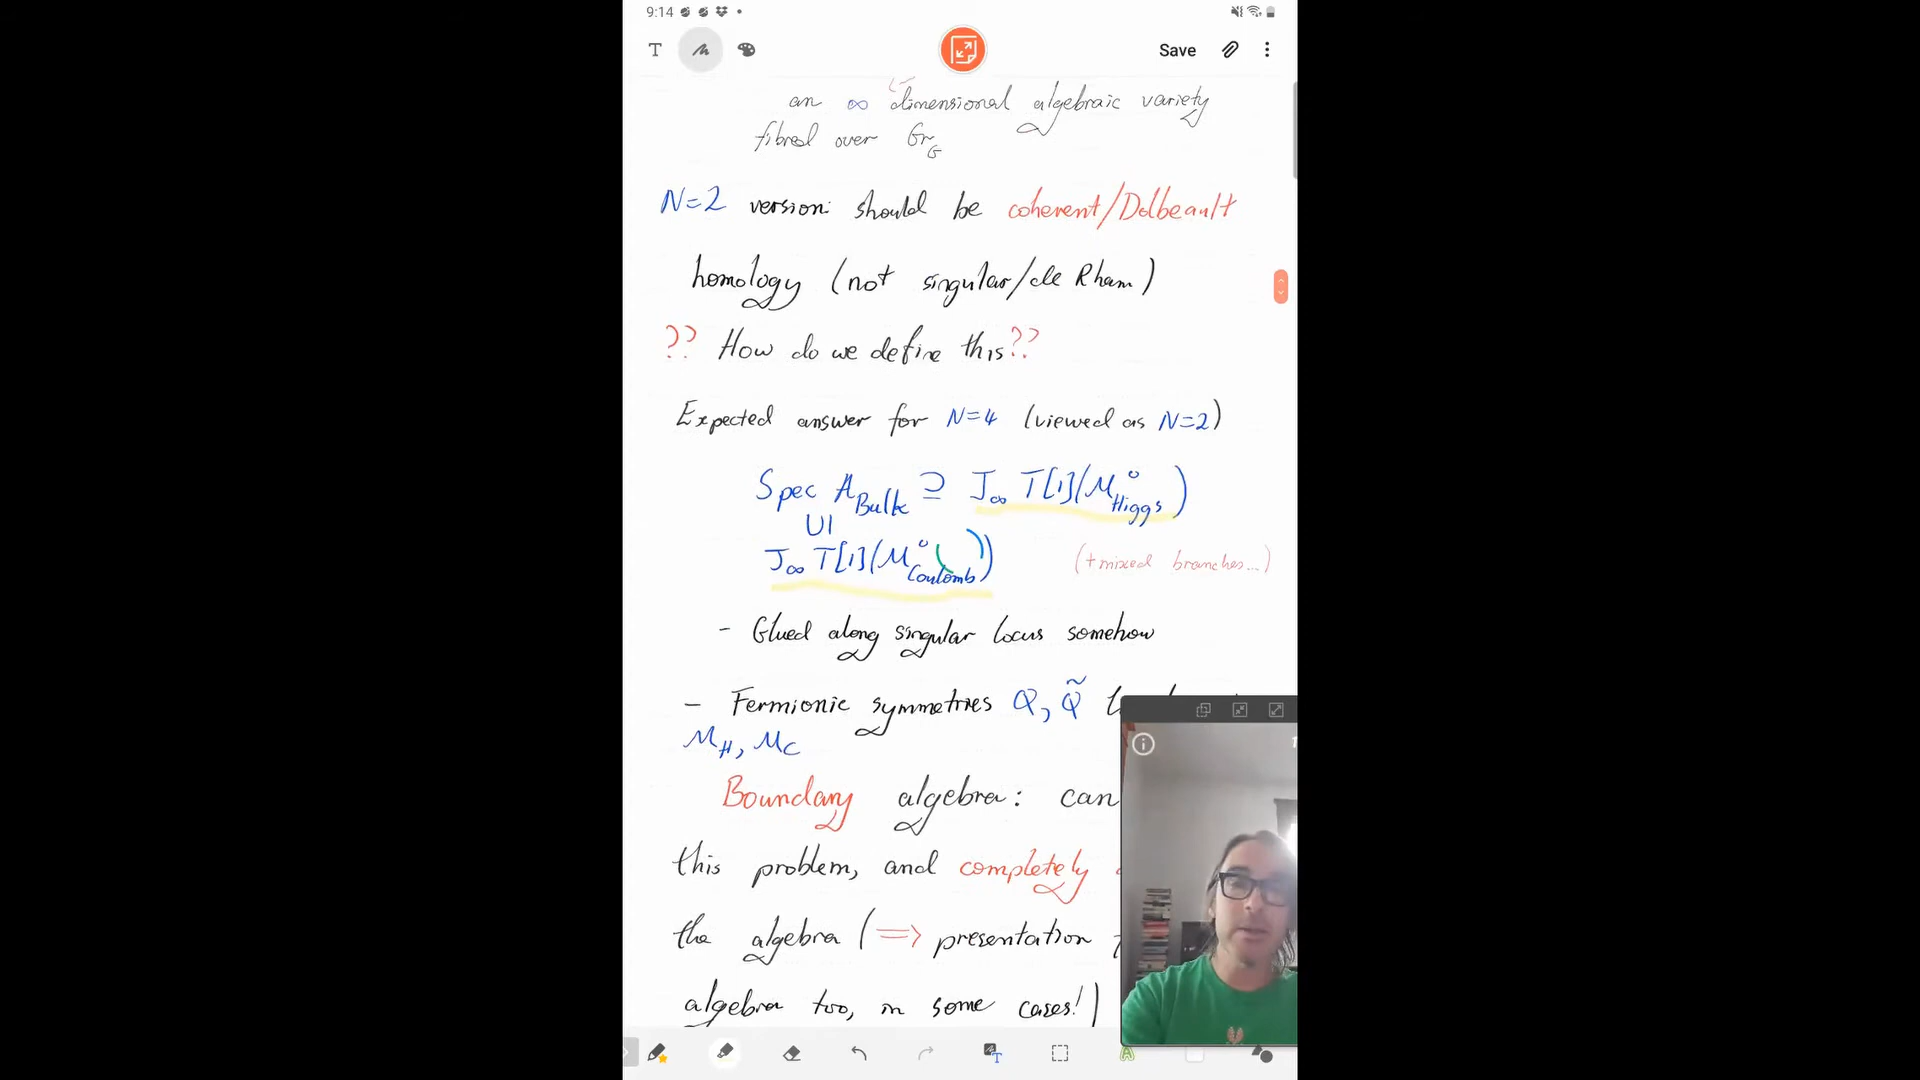 9:14
T
Save
an ∞ dimensional algebraic variety
fibred over Gr_G
N=2 version should be coherent/Dolbeault
homology (not singular/de Rham)
?? How do we define this??
Expected answer for N=4 (viewed as N=2)
Spec A_Bulk ⊇ J_∞ T[1](M°_Higgs)
UI
J_∞ T[1](M°_Coulomb)
(+mixed branches...)
- Glued along singular locus somehow
- Fermionic symmetries Q, Q̃
M_H, M_C
Boundary algebra: can
this problem, and completely
the algebra (⟹ presentation
algebra too, in some cases!)